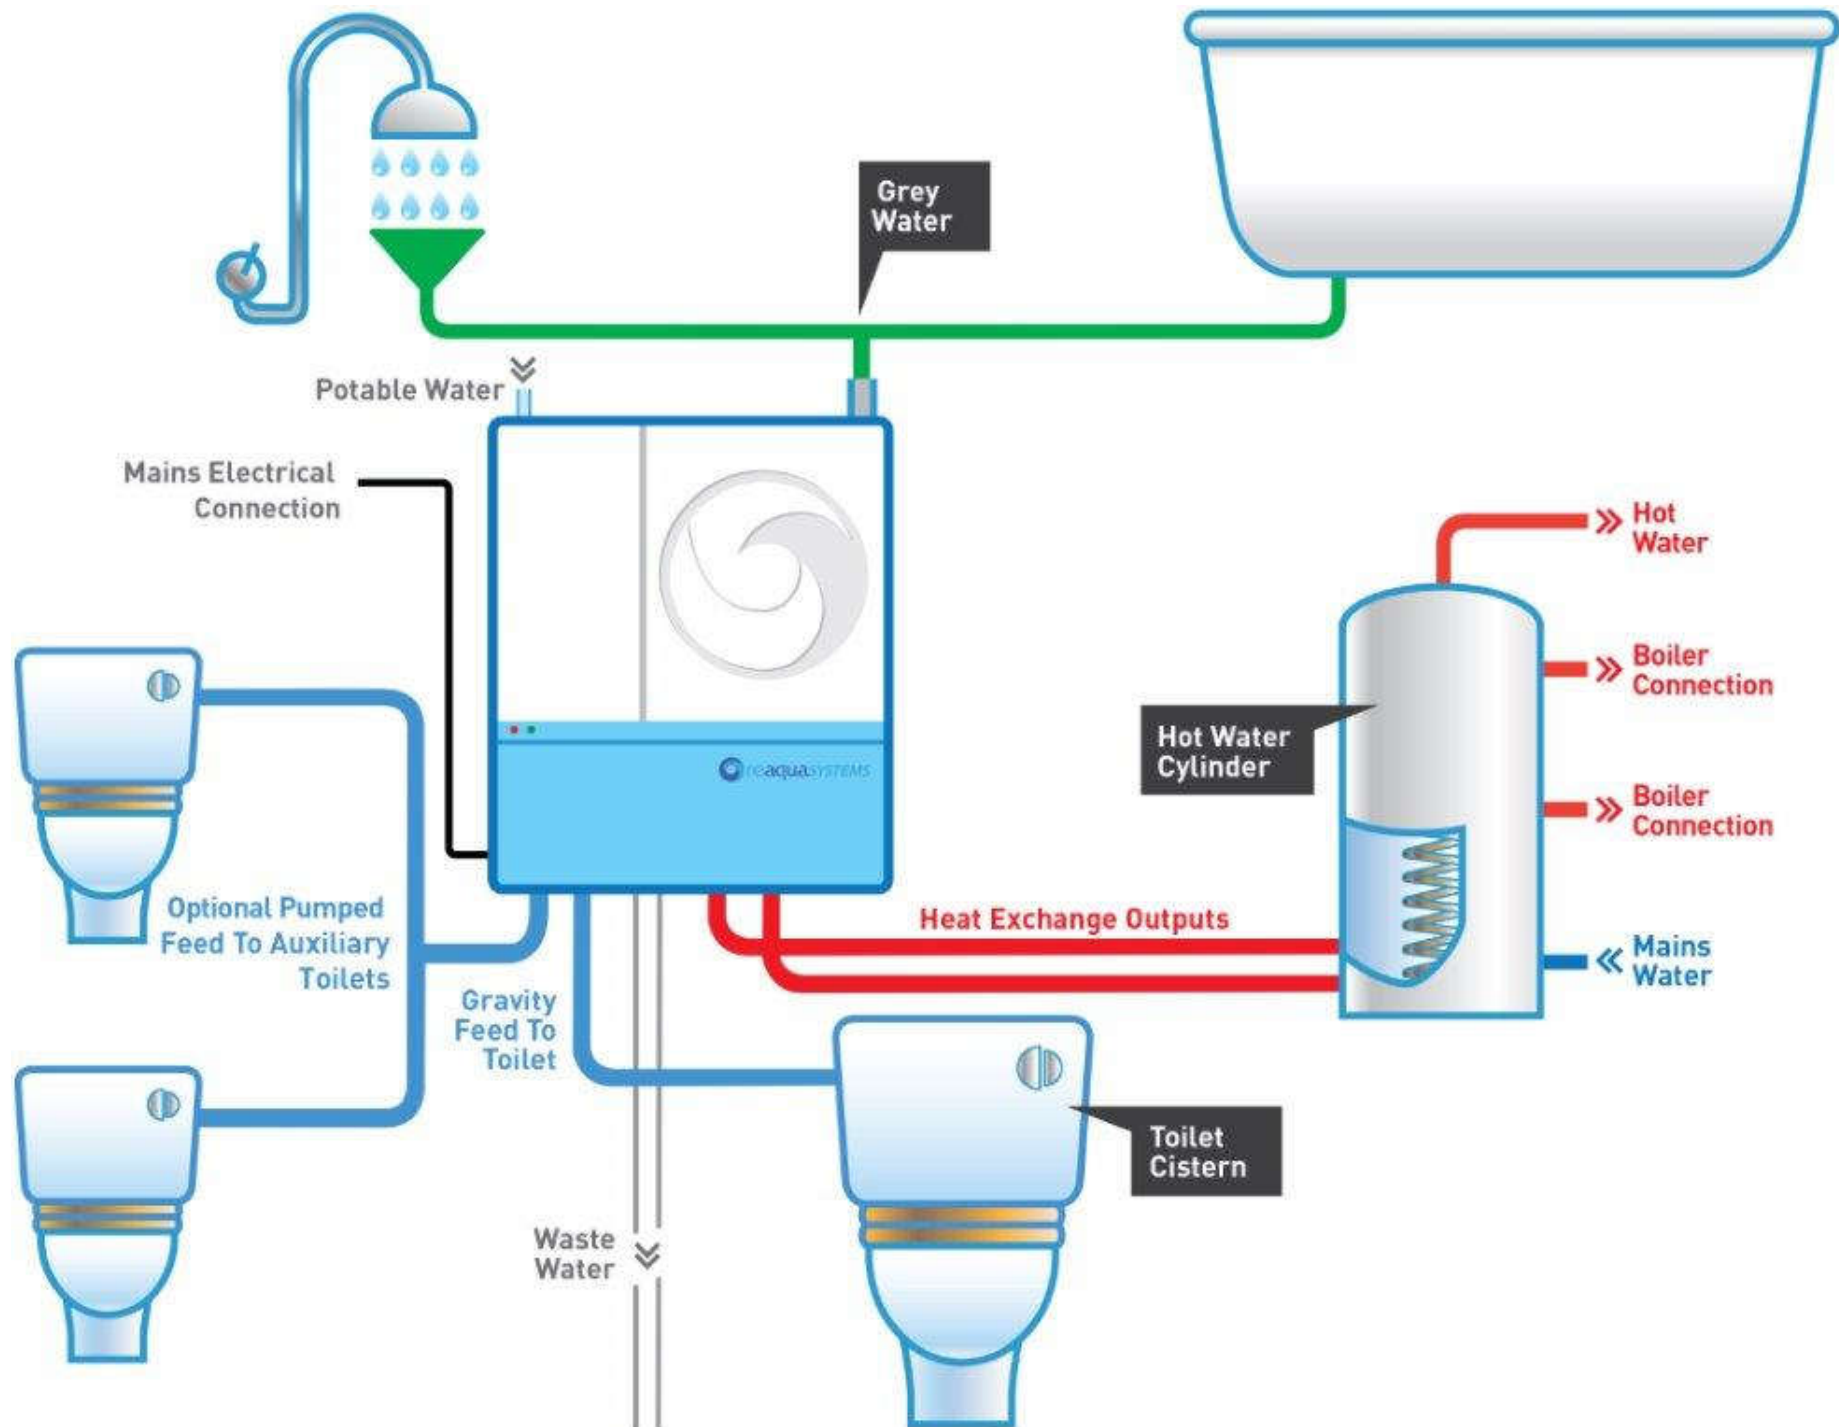 Grey
Water
Potable Water
Mains Electrical
Connection
Hot
Water
Boiler
Connection
Hot Water
Cylinder
reaquaSYSTEMS
Boiler
Connection
Optional Pumped
Feed To Auxiliary
Toilets
Heat Exchange Outputs
Mains
Water
Gravity
Feed To
Toilet
Toilet
Cistern
Waste
Water